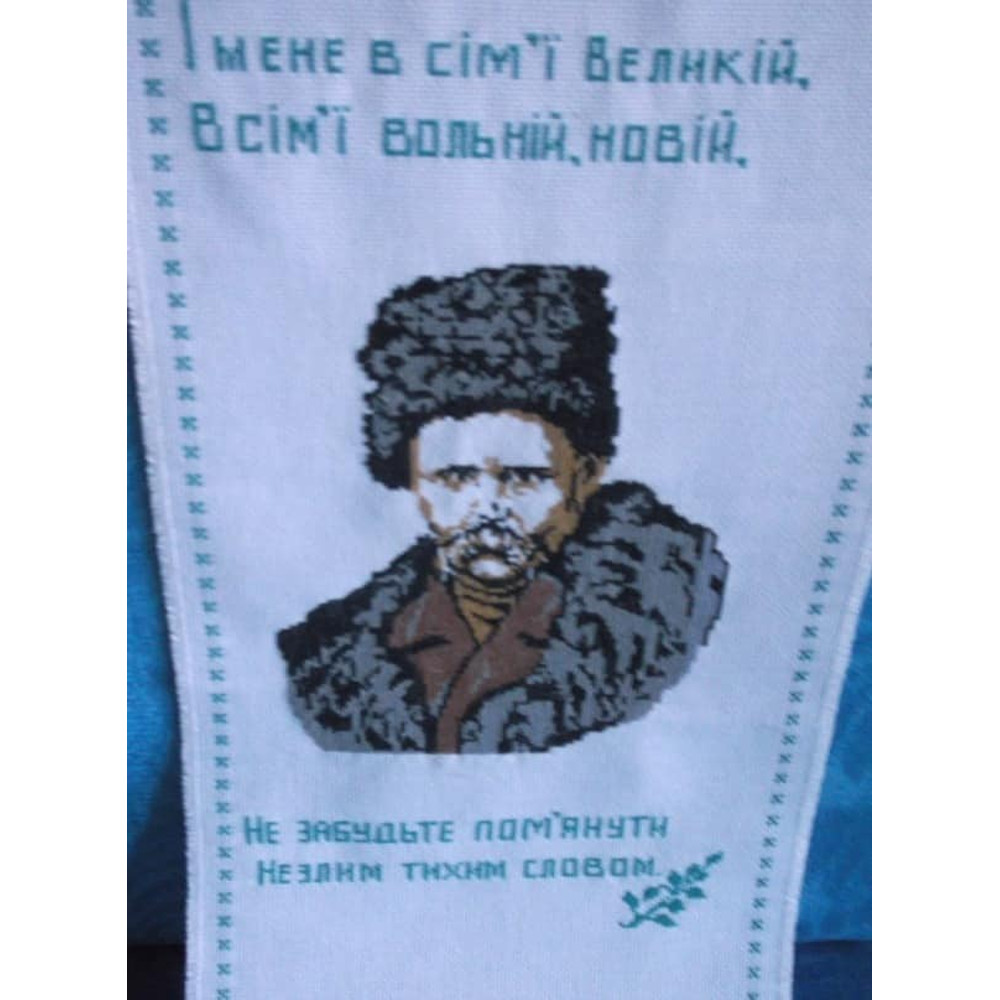 І мене в сім'ї Великій,
В сім'ї вольній, новій,
Не забудьте пом'янути
Незлим тихим словом.